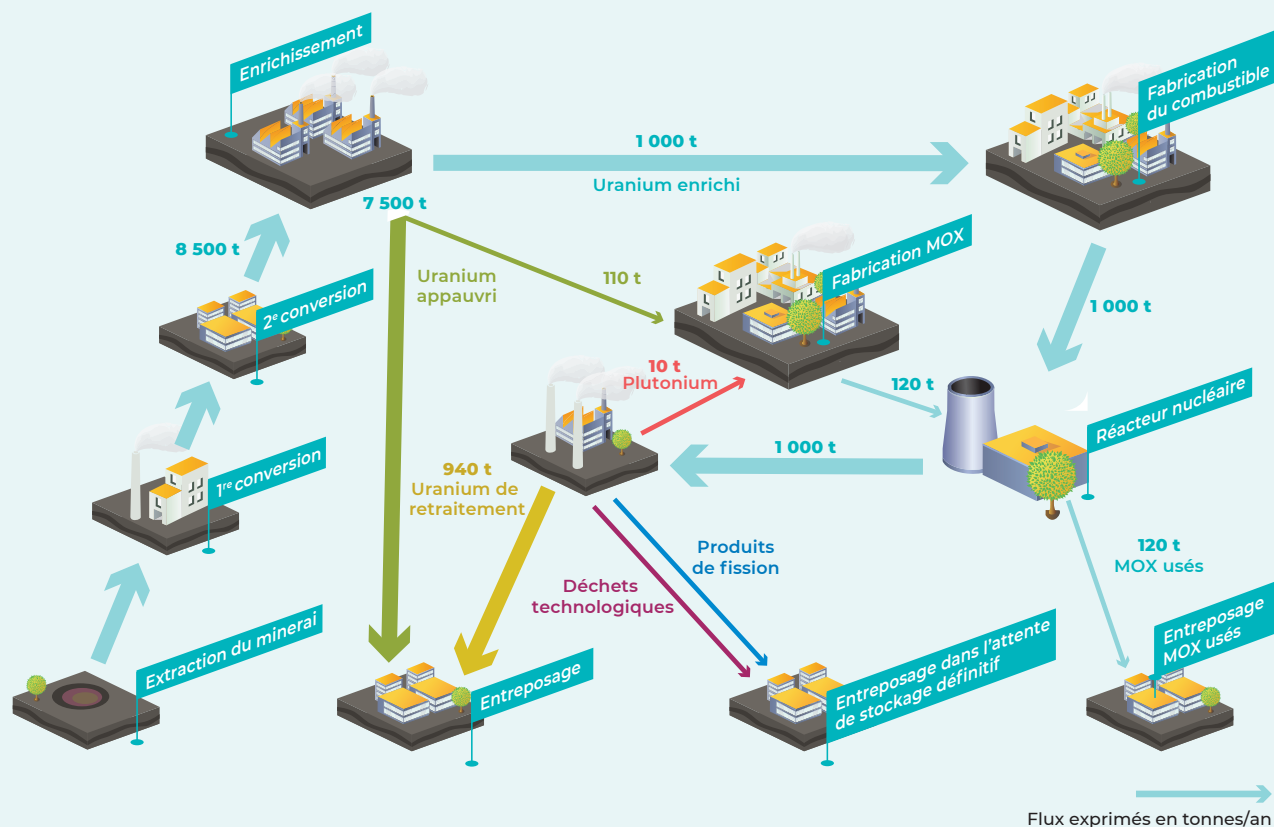 Enrichissement
Fabrication
du combustible
1 000 t
Uranium enrichi
7 500 t
8 500 t
Uranium
appauvri
110 t
Fabrication MOX
2e conversion
1 000 t
10 t
Plutonium
120 t
Réacteur nucléaire
1 000 t
1re conversion
940 t
Uranium de
retraitement
Produits
de fission
120 t
MOX usés
Déchets
technologiques
Extraction du minerai
Entreposage
Entreposage dans l'attente
de stockage définitif
Entreposage
MOX usés
Flux exprimés en tonnes/an